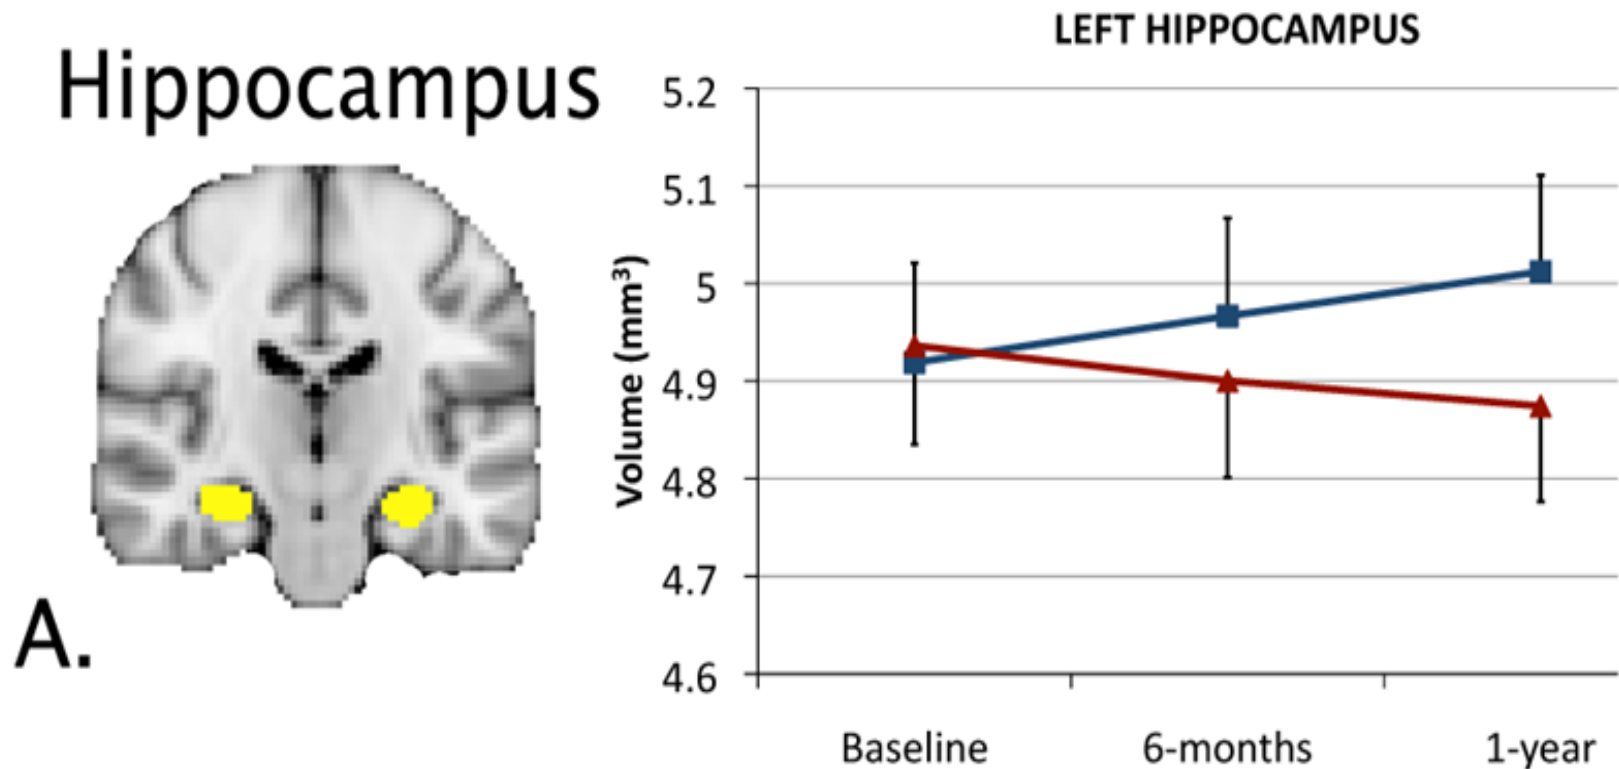 Hippocampus
A.
LEFT HIPPOCAMPUS
Volume (mm³)
5.2
5.1
5
4.9
4.8
4.7
4.6
Baseline 6-months 1-year